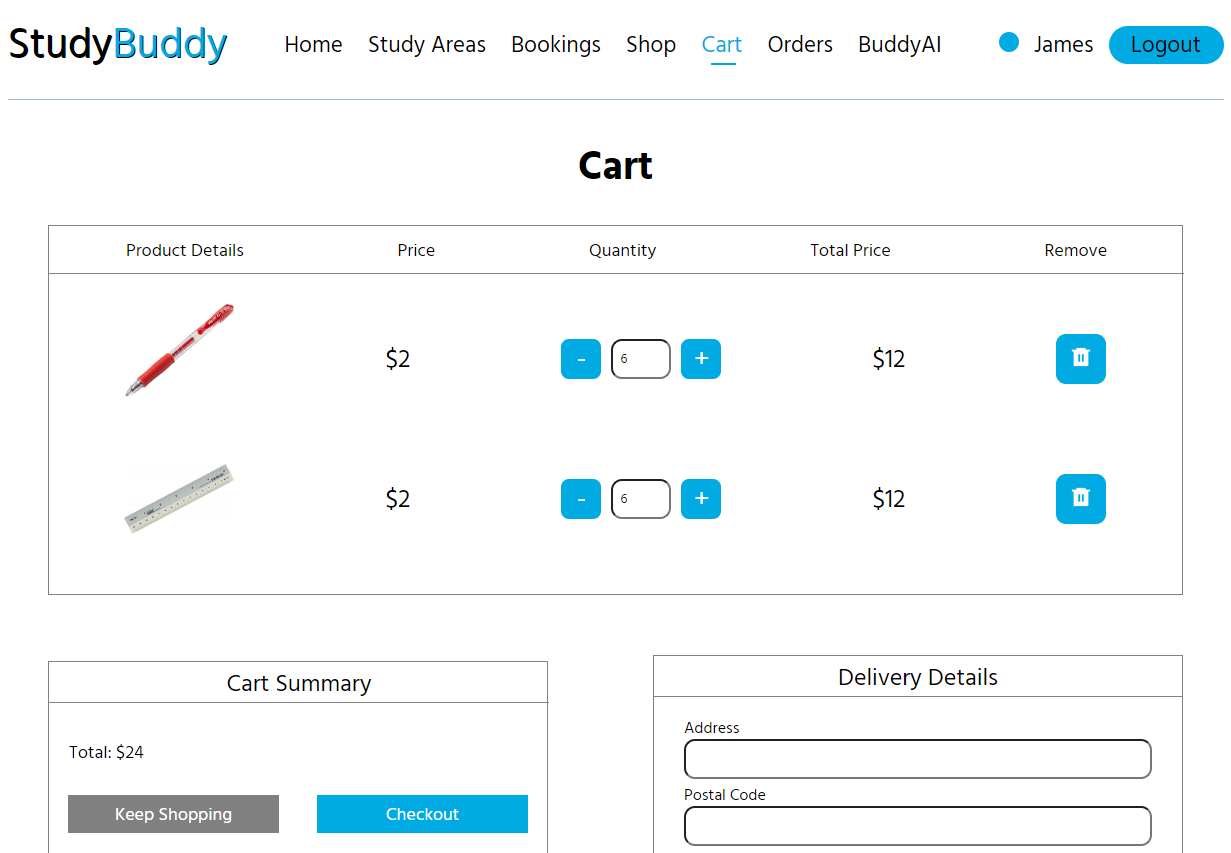 StudyBuddy Home Study Areas Bookings Shop Cart Orders BuddyAI James Logout
Cart
Product Details Price Quantity Total Price Remove
$2 - 6 + $12
$2 - 6 + $12
Cart Summary
Total: $24
Keep Shopping Checkout
Delivery Details
Address
Postal Code